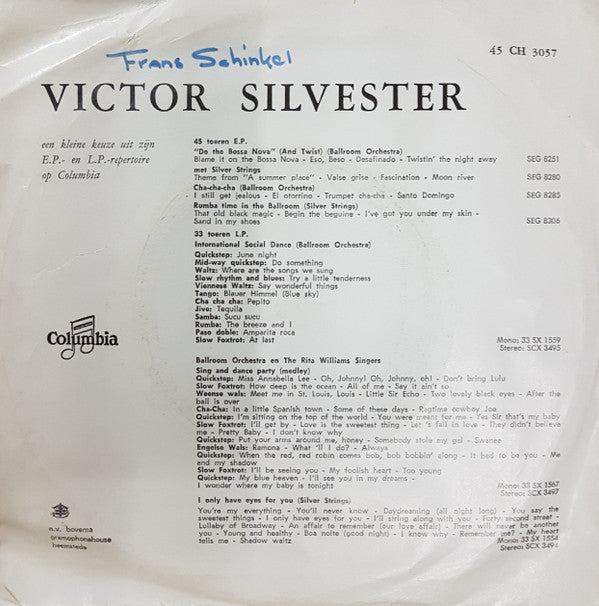 Frans Schinkel
45 CH 3057
VICTOR SILVESTER
een kleine keuze uit zijn
E.P.- en L.P.-repertoire
op Columbia
45 toeren E.P.
"Do the Bossa Nova" (And Twist) (Ballroom Orchestra)
Blame it on the Bossa Nova - Eso, Beso - Desafinado - Twistin' the night away SEG 8251
met Silver Strings
Theme from "A summer place" - Valse grise - Fascination - Moon river SEG 8280
Cha-cha-cha (Ballroom Orchestra)
I still get jealous - El otorrino - Trumpet cha-cha - Santo Domingo SEG 8285
Rumba time in the Ballroom (Silver Strings)
That old black magic - Begin the beguine - I've got you under my skin -
Sand in my shoes SEG 8306
33 toeren L.P.
International Social Dance (Ballroom Orchestra)
Quickstep: June night
Mid-way quickstep: Do something
Waltz: Where are the songs we sung
Slow rhythm and blues: Try a little tenderness
Viennese Waltz: Say wonderful things
Tango: Blauer Himmel (Blue sky)
Cha cha cha: Pepito
Jive: Tequila
Samba: Sucu sucu
Rumba: The breeze and I
Paso doble: Amparita roca
Slow Foxtrot: At last
Mono: 33 SX 1559
Stereo: SCX 3495
Columbia
Ballroom Orchestra en The Rita Williams Singers
Sing and dance party (medley)
Quickstep: Miss Annabella Lee - Oh, Johnny! Oh, Johnny, oh! - Don't bring Lulu
Slow Foxtrot: How deep is the ocean - All of me - Say it ain't so
Weense wals: Meet me in St. Louis, Louis - Little Sir Echo - Two lovely black eyes - After the
ball is over
Cha-Cha: In a little Spanish town - Some of these days - Ragtime cowboy Joe
Quickstep: I'm sitting on the top of the world - You were meant for me - Yes Sir that's my baby
Slow Foxtrot: I'll get by - Love is the sweetest thing - Let 's fall in love - They didn't believe
me - Pretty Baby - I don't know why
Quickstep: Put your arms around me, honey - Somebody stole my gal - Swanee
Engelse Wals: Ramona - What 'll I do? - Always
Quickstep: When the red, red robin comes bob, bob bobbin' along - It had to be you - Me
end my shadow
Slow Foxtrot: I'll be seeing you - My foolish heart - Too young
Quickstep: My blue heaven - I'll see you in my dreams -
I wonder where my baby is tonight
Mono: 33 SX 1567
Stereo: SCX 3497
I only have eyes for you (Silver Strings)
You're my everything - You'll never know - Daydreaming (all night long) - You say the
sweetest things - I only have eyes for you - I'll string along with you - Forty second street -
Lullaby of Broadway - An affair to remember (our love affair) - There will never be another
you - Young and healthy - Boa noite (good night) - I know why - Remember me? - My heart
tells me - Shadow waltz
Mono: 33 SX 1554
Stereo: SCX 3494
n.v. bovema
gramophonehouse
heemstede